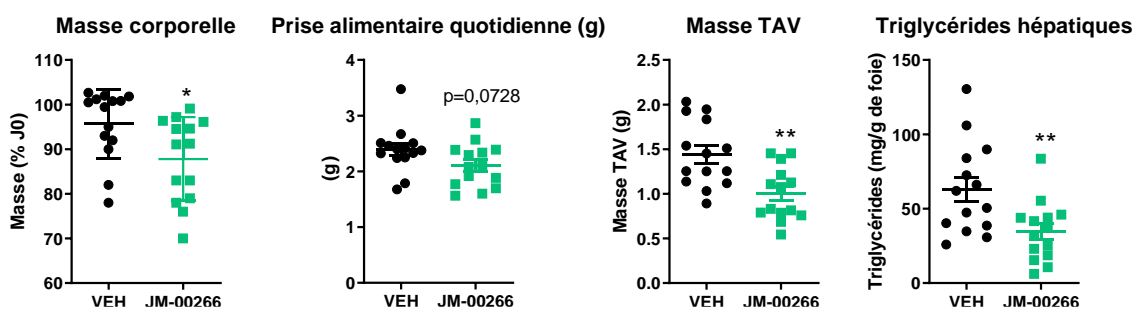 Masse corporelle
Masse (% J0)
110
100
90
80
70
60
*
VEH JM-00266
Prise alimentaire quotidienne (g)
(g)
4
3
2
1
0
p=0,0728
VEH JM-00266
Masse TAV
Masse TAV (g)
2.5
2.0
1.5
1.0
0.5
0.0
**
VEH JM-00266
Triglycérides hépatiques
Triglycérides (mg/g de foie)
150
100
50
0
**
VEH JM-00266